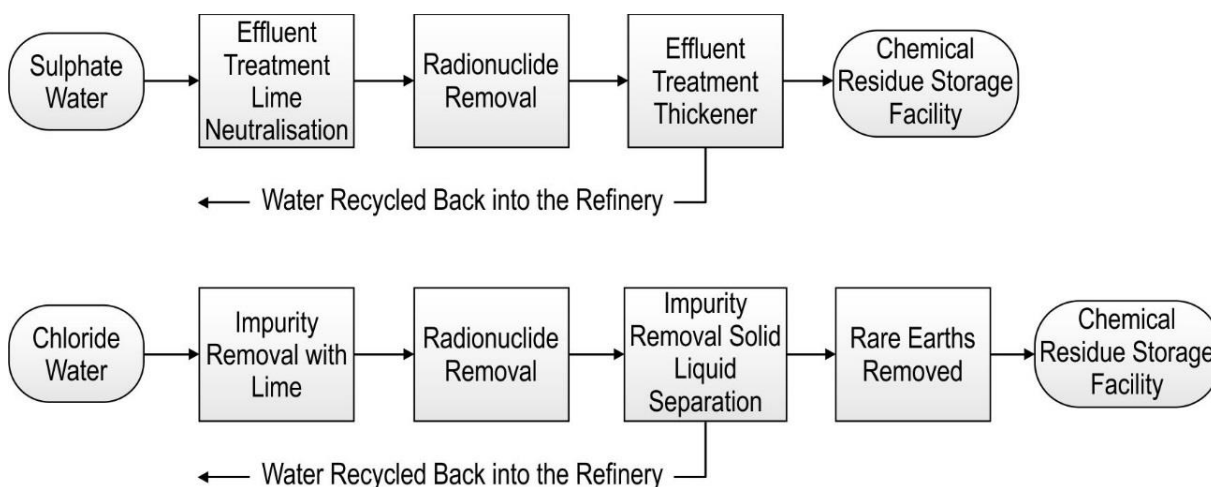 Sulphate
Water
Effluent
Treatment
Lime
Neutralisation
Radionuclide
Removal
Effluent
Treatment
Thickener
Chemical
Residue Storage
Facility
Water Recycled Back into the Refinery
Chloride
Water
Impurity
Removal with
Lime
Radionuclide
Removal
Impurity
Removal Solid
Liquid
Separation
Rare Earths
Removed
Chemical
Residue Storage
Facility
Water Recycled Back into the Refinery